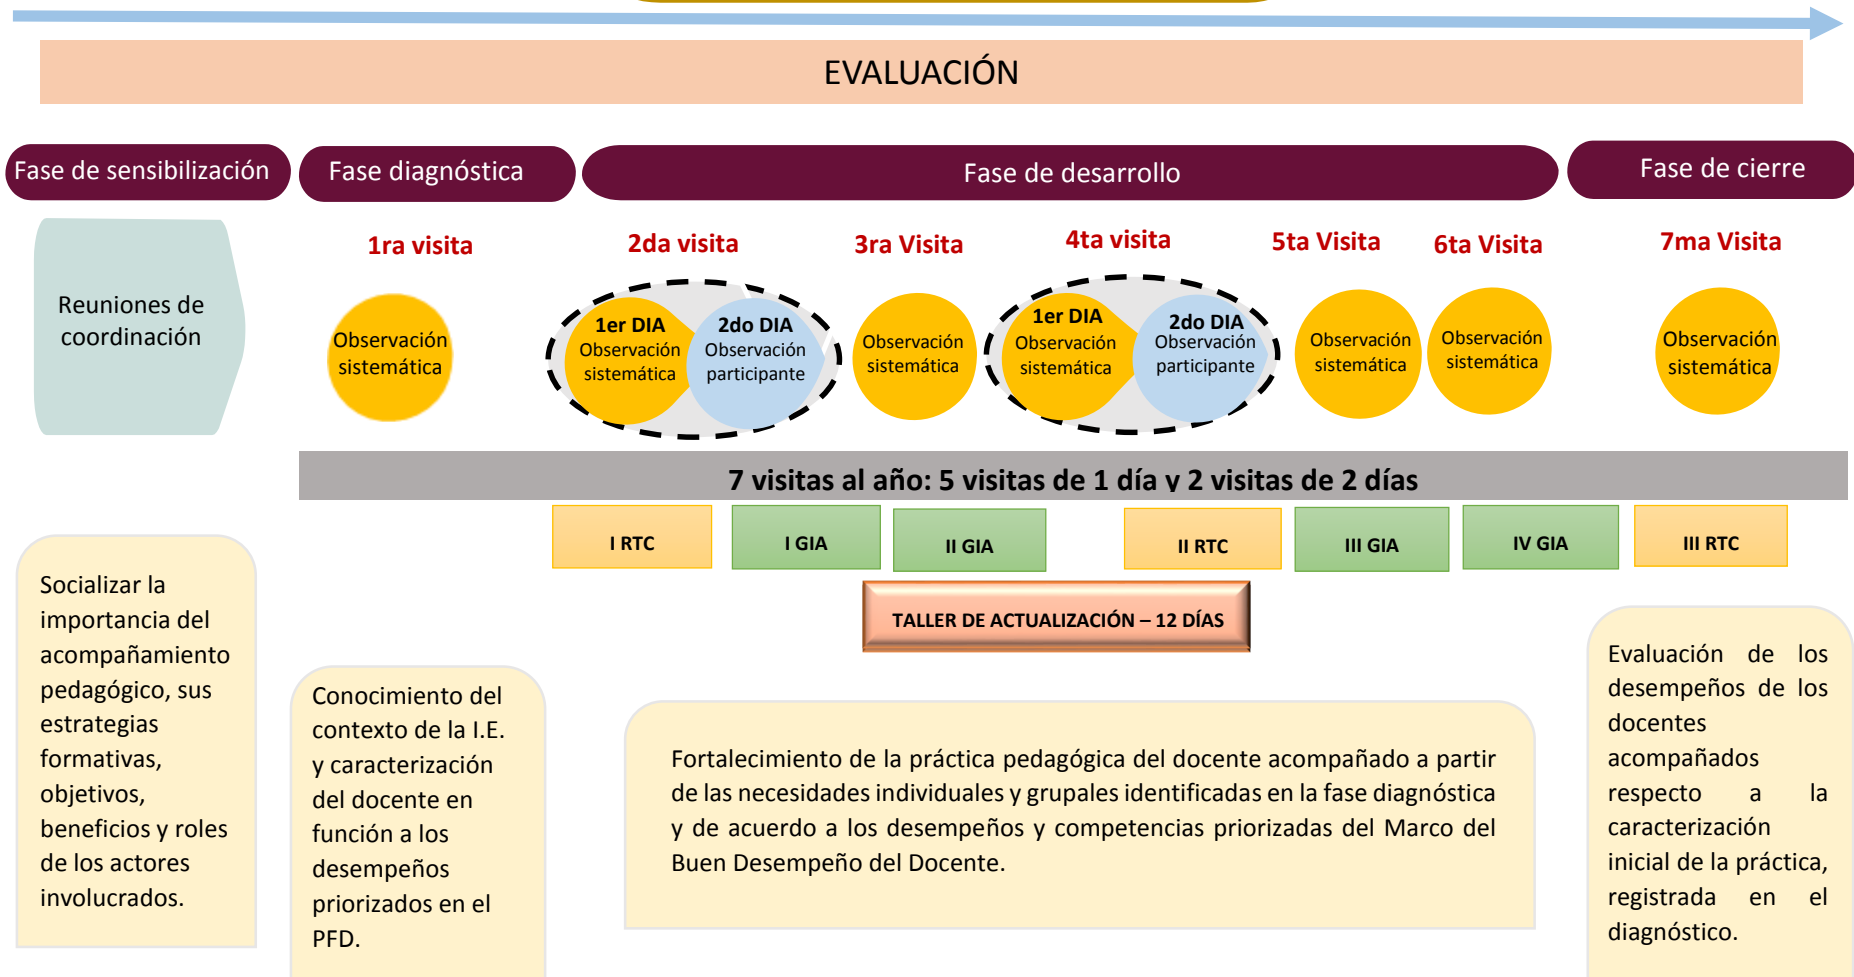 EVALUACIÓN
Fase de sensibilización
Fase diagnóstica
Fase de desarrollo
Fase de cierre
Reuniones de
coordinación
1ra visita
2da visita
3ra Visita
4ta visita
5ta Visita
6ta Visita
7ma Visita
Observación
sistemática
1er DIA
Observación
sistemática
2do DIA
Observación
participante
Observación
sistemática
1er DIA
Observación
sistemática
2do DIA
Observación
participante
Observación
sistemática
Observación
sistemática
Observación
sistemática
7 visitas al año: 5 visitas de 1 día y 2 visitas de 2 días
I RTC
I GIA
II GIA
II RTC
III GIA
IV GIA
III RTC
TALLER DE ACTUALIZACIÓN – 12 DÍAS
Socializar la
importancia del
acompañamiento
pedagógico, sus
estrategias
formativas,
objetivos,
beneficios y roles
de los actores
involucrados.
Conocimiento del
contexto de la I.E.
y caracterización
del docente en
función a los
desempeños
priorizados en el
PFD.
Fortalecimiento de la práctica pedagógica del docente acompañado a partir
de las necesidades individuales y grupales identificadas en la fase diagnóstica
y de acuerdo a los desempeños y competencias priorizadas del Marco del
Buen Desempeño del Docente.
Evaluación de los
desempeños de los
docentes
acompañados
respecto a la
caracterización
inicial de la práctica,
registrada en el
diagnóstico.